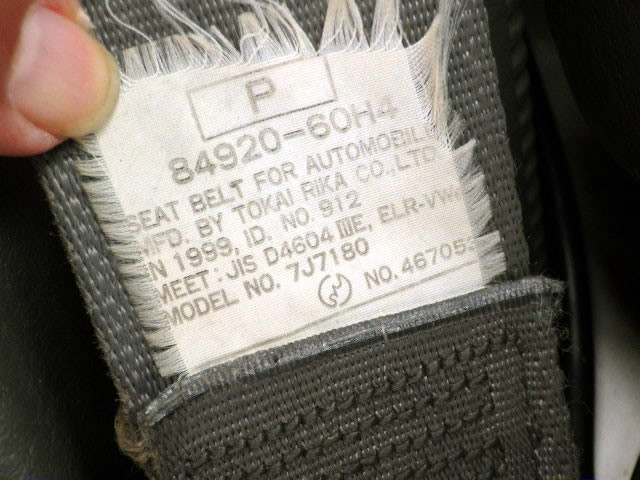 P
84920-60H4
SEAT BELT FOR AUTOMOBIL
MFD. BY TOKAI RIKA CO.,LTD
IN 1999, ID. NO. 912
MEET: JIS D4604 IIIE, ELR-VW
MODEL NO. 7J7180
NO. 467053